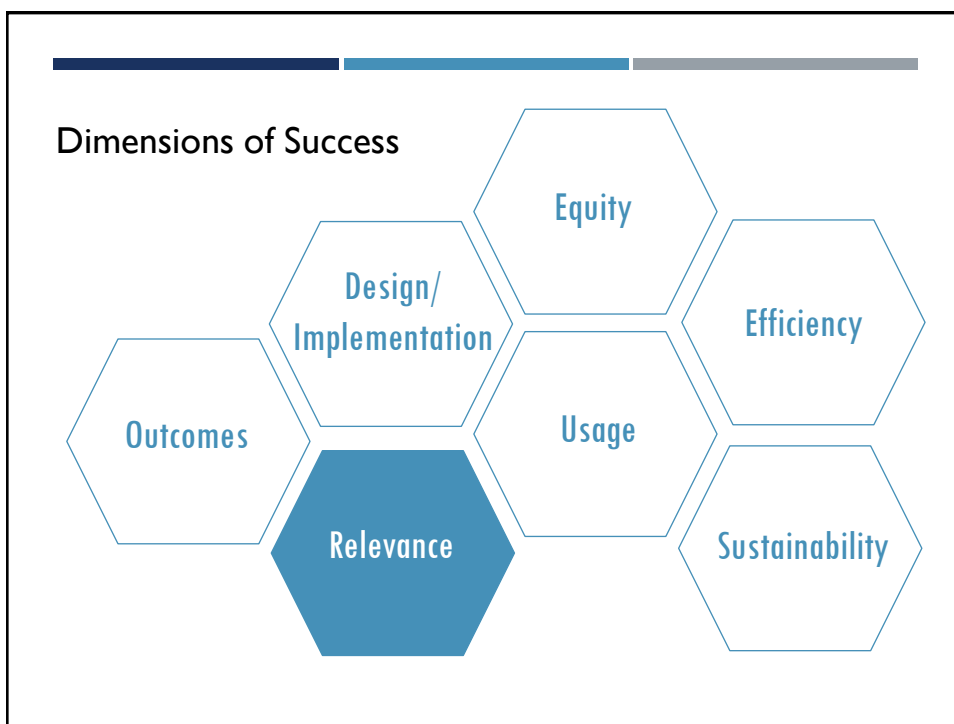 Dimensions of Success
Equity
Design/
Implementation
Efficiency
Outcomes
Usage
Relevance
Sustainability